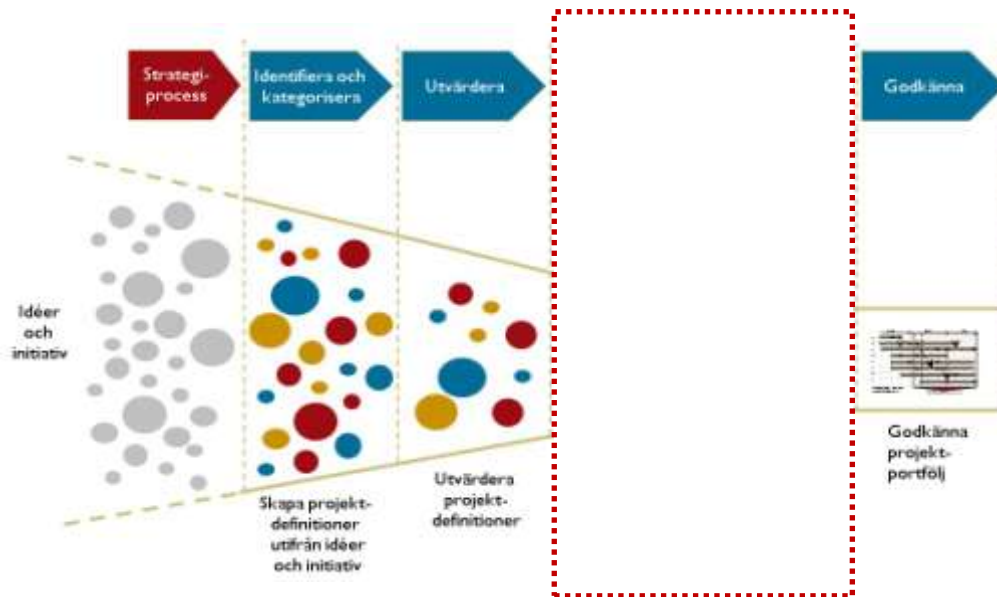 Strategi-
process
Identifiera och
kategorisera
Utvärdera
Godkänna
Idéer
och
initiativ
Skapa projekt-
definitioner
utifrån idéer
och initiativ
Utvärdera
projekt-
definitioner
Godkänna
projekt-
portfölj